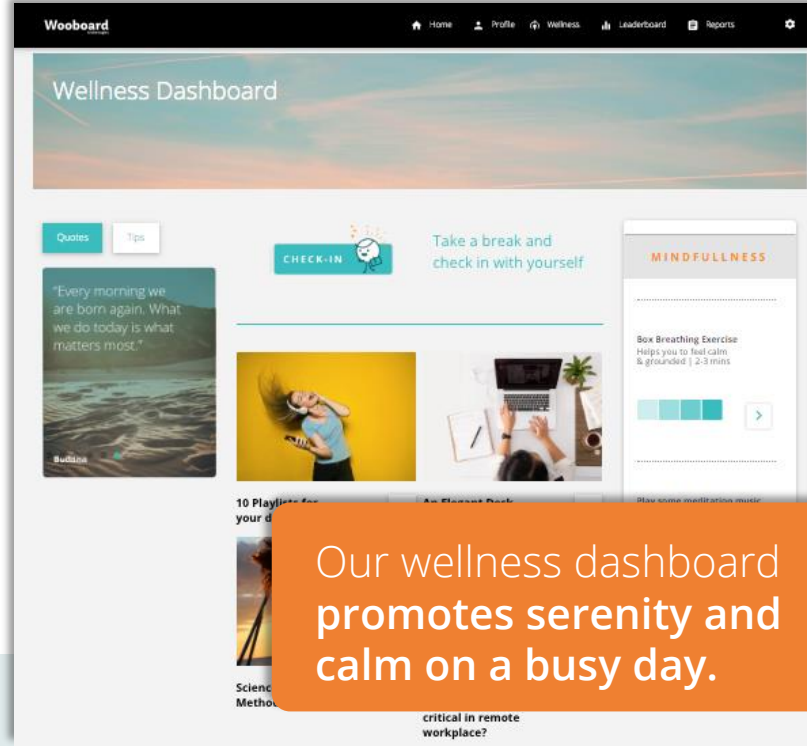 Wooboard
Home
Profile
Wellness
Leaderboard
Reports
Wellness Dashboard
Quotes
Tips
"Every morning we
are born again. What
we do today is what
matters most."
Buddha
CHECK-IN
Take a break and
check in with yourself
10 Playlists for
your d
An Elegant Desk
Scienc
Metho
critical in remote
workplace?
MINDFULLNESS
Box Breathing Exercise
Helps you to feel calm
& grounded | 2-3 mins
Play some meditation music
Our wellness dashboard
promotes serenity and
calm on a busy day.